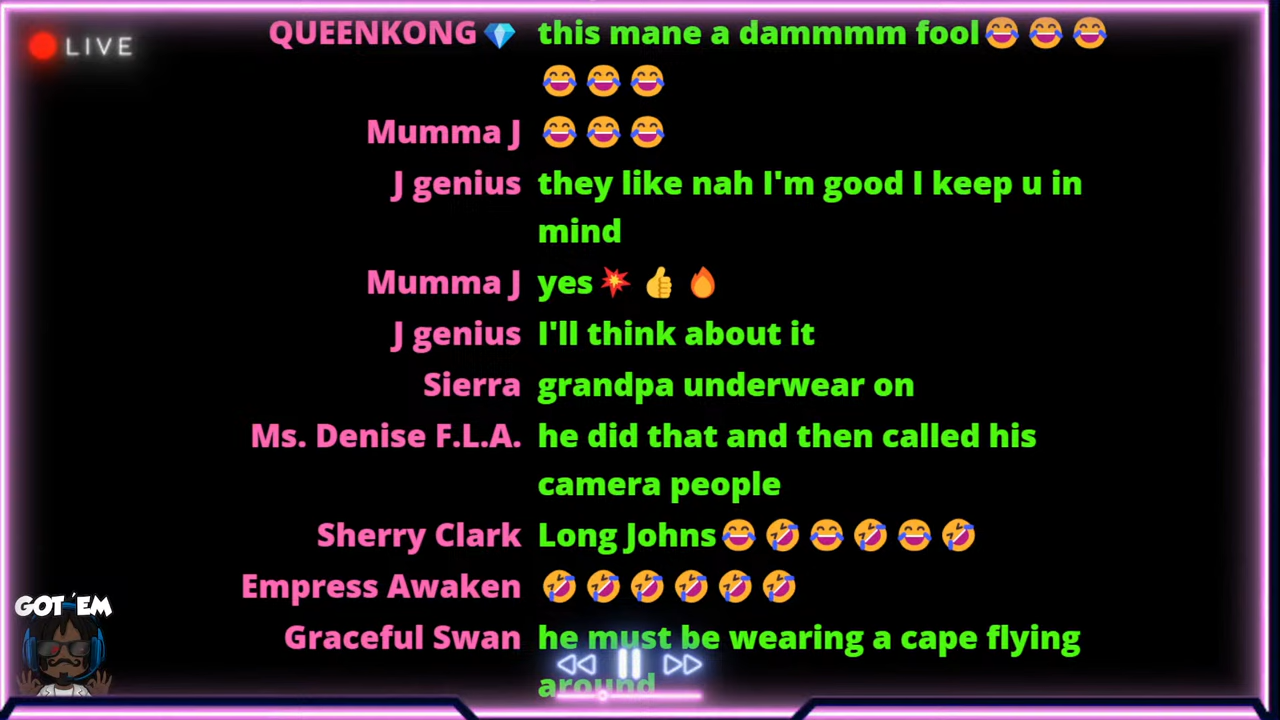 LIVE
QUEENKONG💎 this mane a dammmm fool😂😂😂
😂😂😂
Mumma J 😂😂😂
J genius they like nah I'm good I keep u in
mind
Mumma J yes💥👍🔥
J genius I'll think about it
Sierra grandpa underwear on
Ms. Denise F.L.A. he did that and then called his
camera people
Sherry Clark Long Johns😂🤣😂🤣😂🤣
Empress Awaken 🤣🤣🤣🤣🤣🤣
GOT 'EM
Graceful Swan he must be wearing a cape flying
around